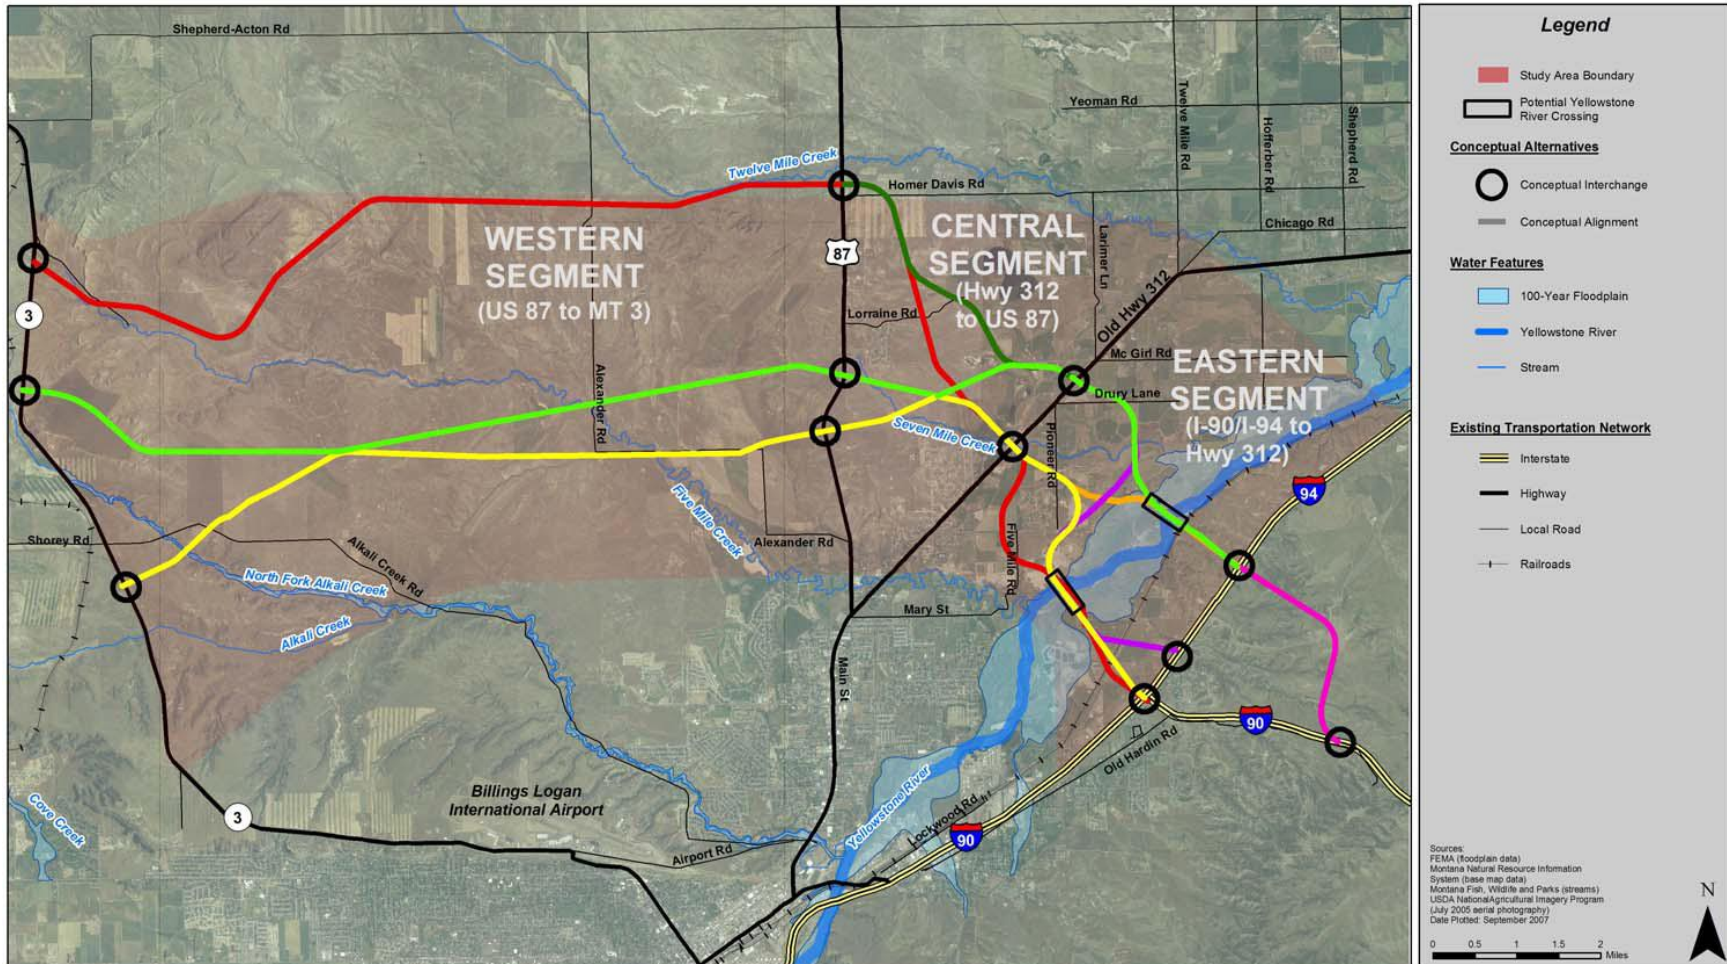 Shepherd-Acton Rd
Yeoman Rd
Twelve Mile Rd
Hofferber Rd
Shepherd Rd
Twelve Mile Creek
Homer Davis Rd
Chicago Rd
Larimer Ln
WESTERN
SEGMENT
(US 87 to MT 3)
CENTRAL
SEGMENT
(Hwy 312
to US 87)
87
3
Lorraine Rd
Old Hwy 312
Mc Girl Rd
EASTERN
SEGMENT
(I-90/I-94 to
Hwy 312)
Drury Lane
Alexander Rd
Seven Mile Creek
Pioneer Rd
94
Five Mile Creek
Shorey Rd
Alkali Creek Rd
Alexander Rd
Five Mile Rd
North Fork Alkali Creek
Mary St
Alkali Creek
Main St
90
Old Hardin Rd
Billings Logan
International Airport
Yellowstone River
Cove Creek
3
Lockwood Rd
90
Airport Rd
Legend
Study Area Boundary
Potential Yellowstone
River Crossing
Conceptual Alternatives
Conceptual Interchange
Conceptual Alignment
Water Features
100-Year Floodplain
Yellowstone River
Stream
Existing Transportation Network
Interstate
Highway
Local Road
Railroads
Sources:
FEMA (floodplain data)
Montana Natural Resource Information
System (base map data)
Montana Fish, Wildlife and Parks (streams)
USDA NationalAgricultural Imagery Program
(July 2005 aerial photography)
Date Plotted: September 2007
N
0 0.5 1 1.5 2
Miles